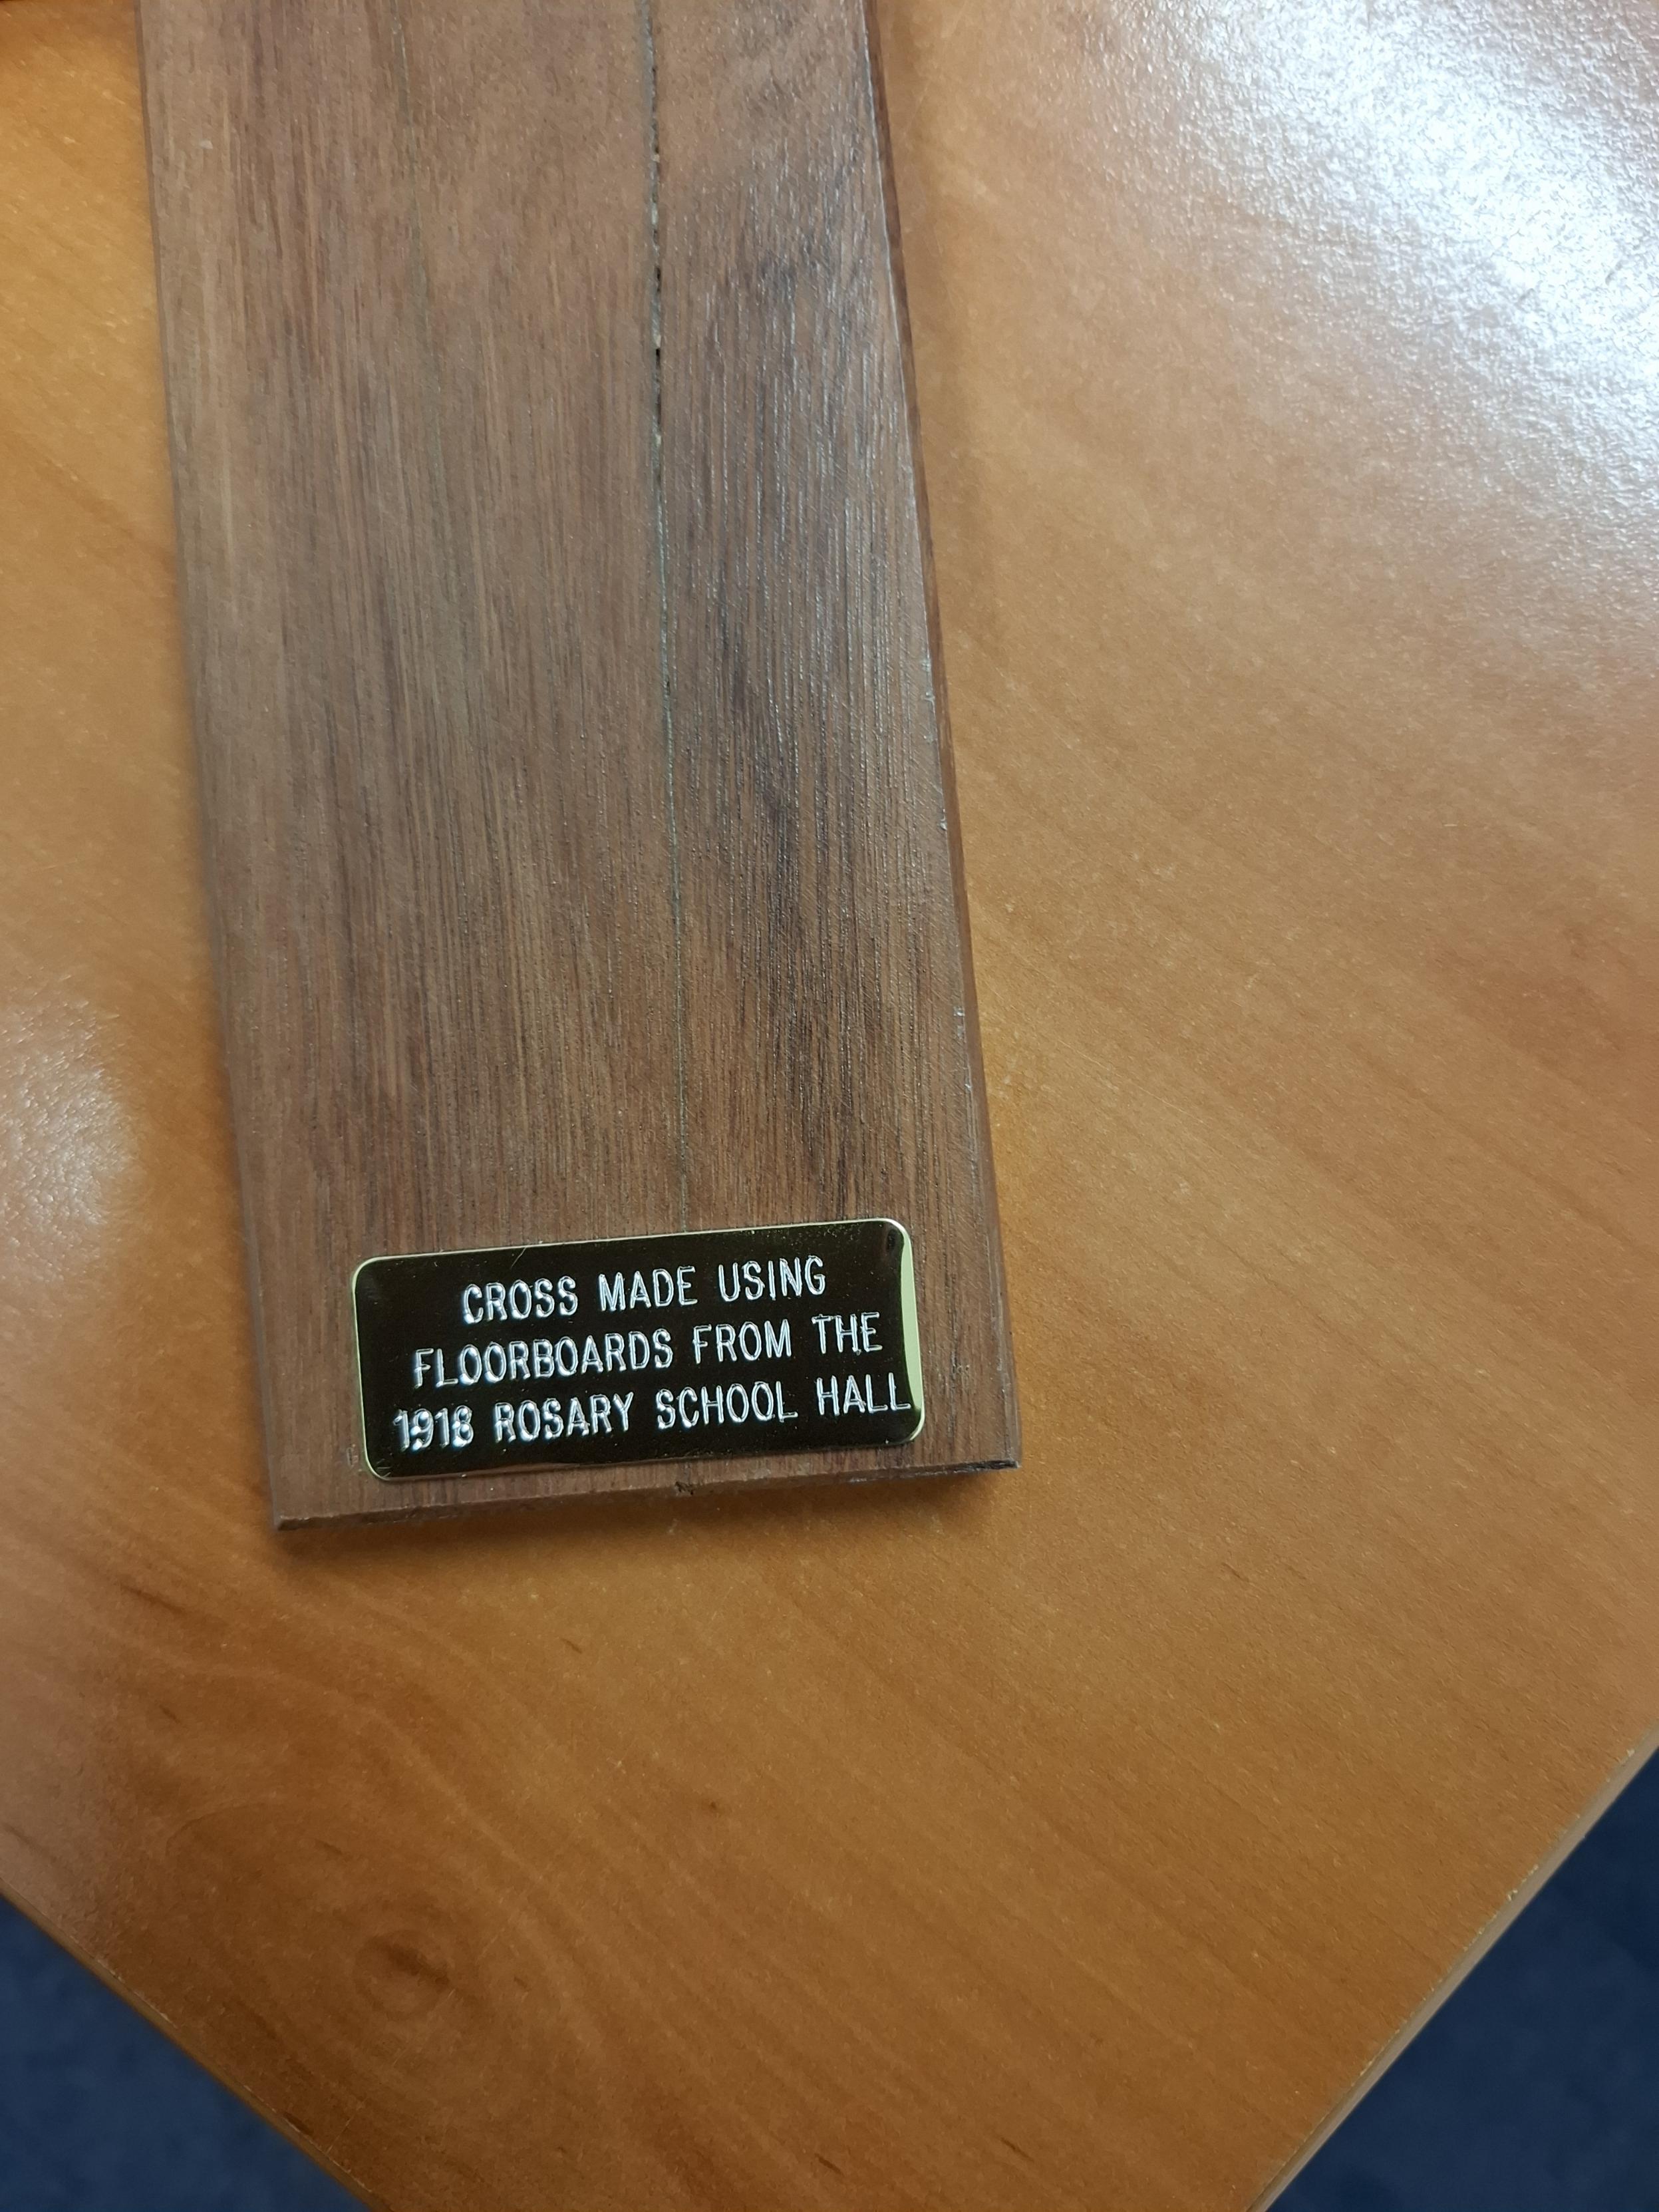 CROSS MADE USING
FLOORBOARDS FROM THE
1918 ROSARY SCHOOL HALL